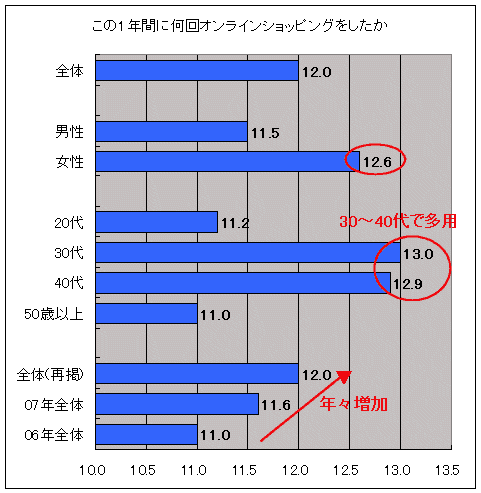 この1年間に何回オンラインショッピングをしたか
全体 12.0
男性 11.5
女性 12.6
20代 11.2
30～40代で多用
30代 13.0
40代 12.9
50歳以上 11.0
全体(再掲) 12.0
07年全体 11.6
年々増加
06年全体 11.0
10.0 10.5 11.0 11.5 12.0 12.5 13.0 13.5